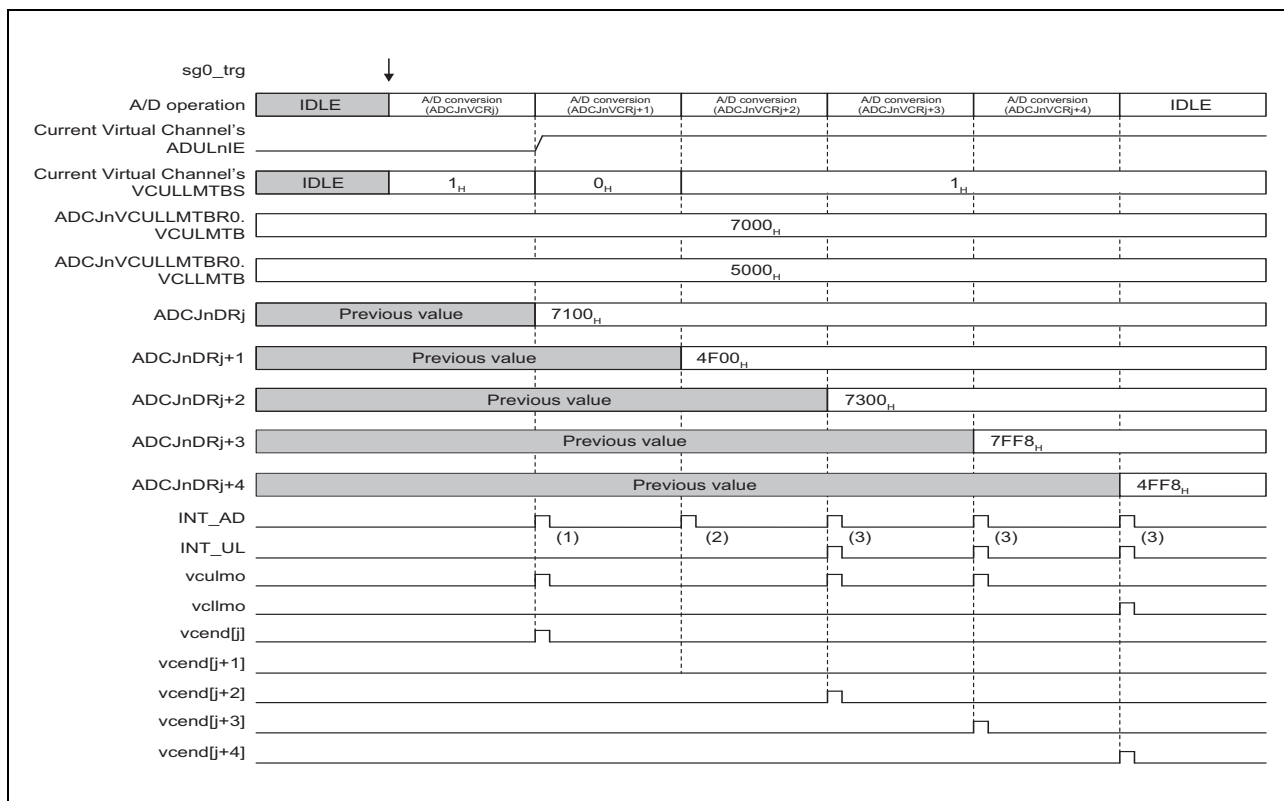 sg0_trg
A/D operation IDLE A/D conversion (ADCJnVCRj) A/D conversion (ADCJnVCRj+1) A/D conversion (ADCJnVCRj+2) A/D conversion (ADCJnVCRj+3) A/D conversion (ADCJnVCRj+4) IDLE
Current Virtual Channel's
ADULnIE
Current Virtual Channel's
VCULLMTBS IDLE 1H 0H 1H
ADCJnVCULLMTBR0.
VCULMTB 7000H
ADCJnVCULLMTBR0.
VCLLMTB 5000H
ADCJnDRj Previous value 7100H
ADCJnDRj+1 Previous value 4F00H
ADCJnDRj+2 Previous value 7300H
ADCJnDRj+3 Previous value 7FF8H
ADCJnDRj+4 Previous value 4FF8H
INT_AD
(1) (2) (3) (3) (3)
INT_UL
vculmo
vcllmo
vcend[j]
vcend[j+1]
vcend[j+2]
vcend[j+3]
vcend[j+4]